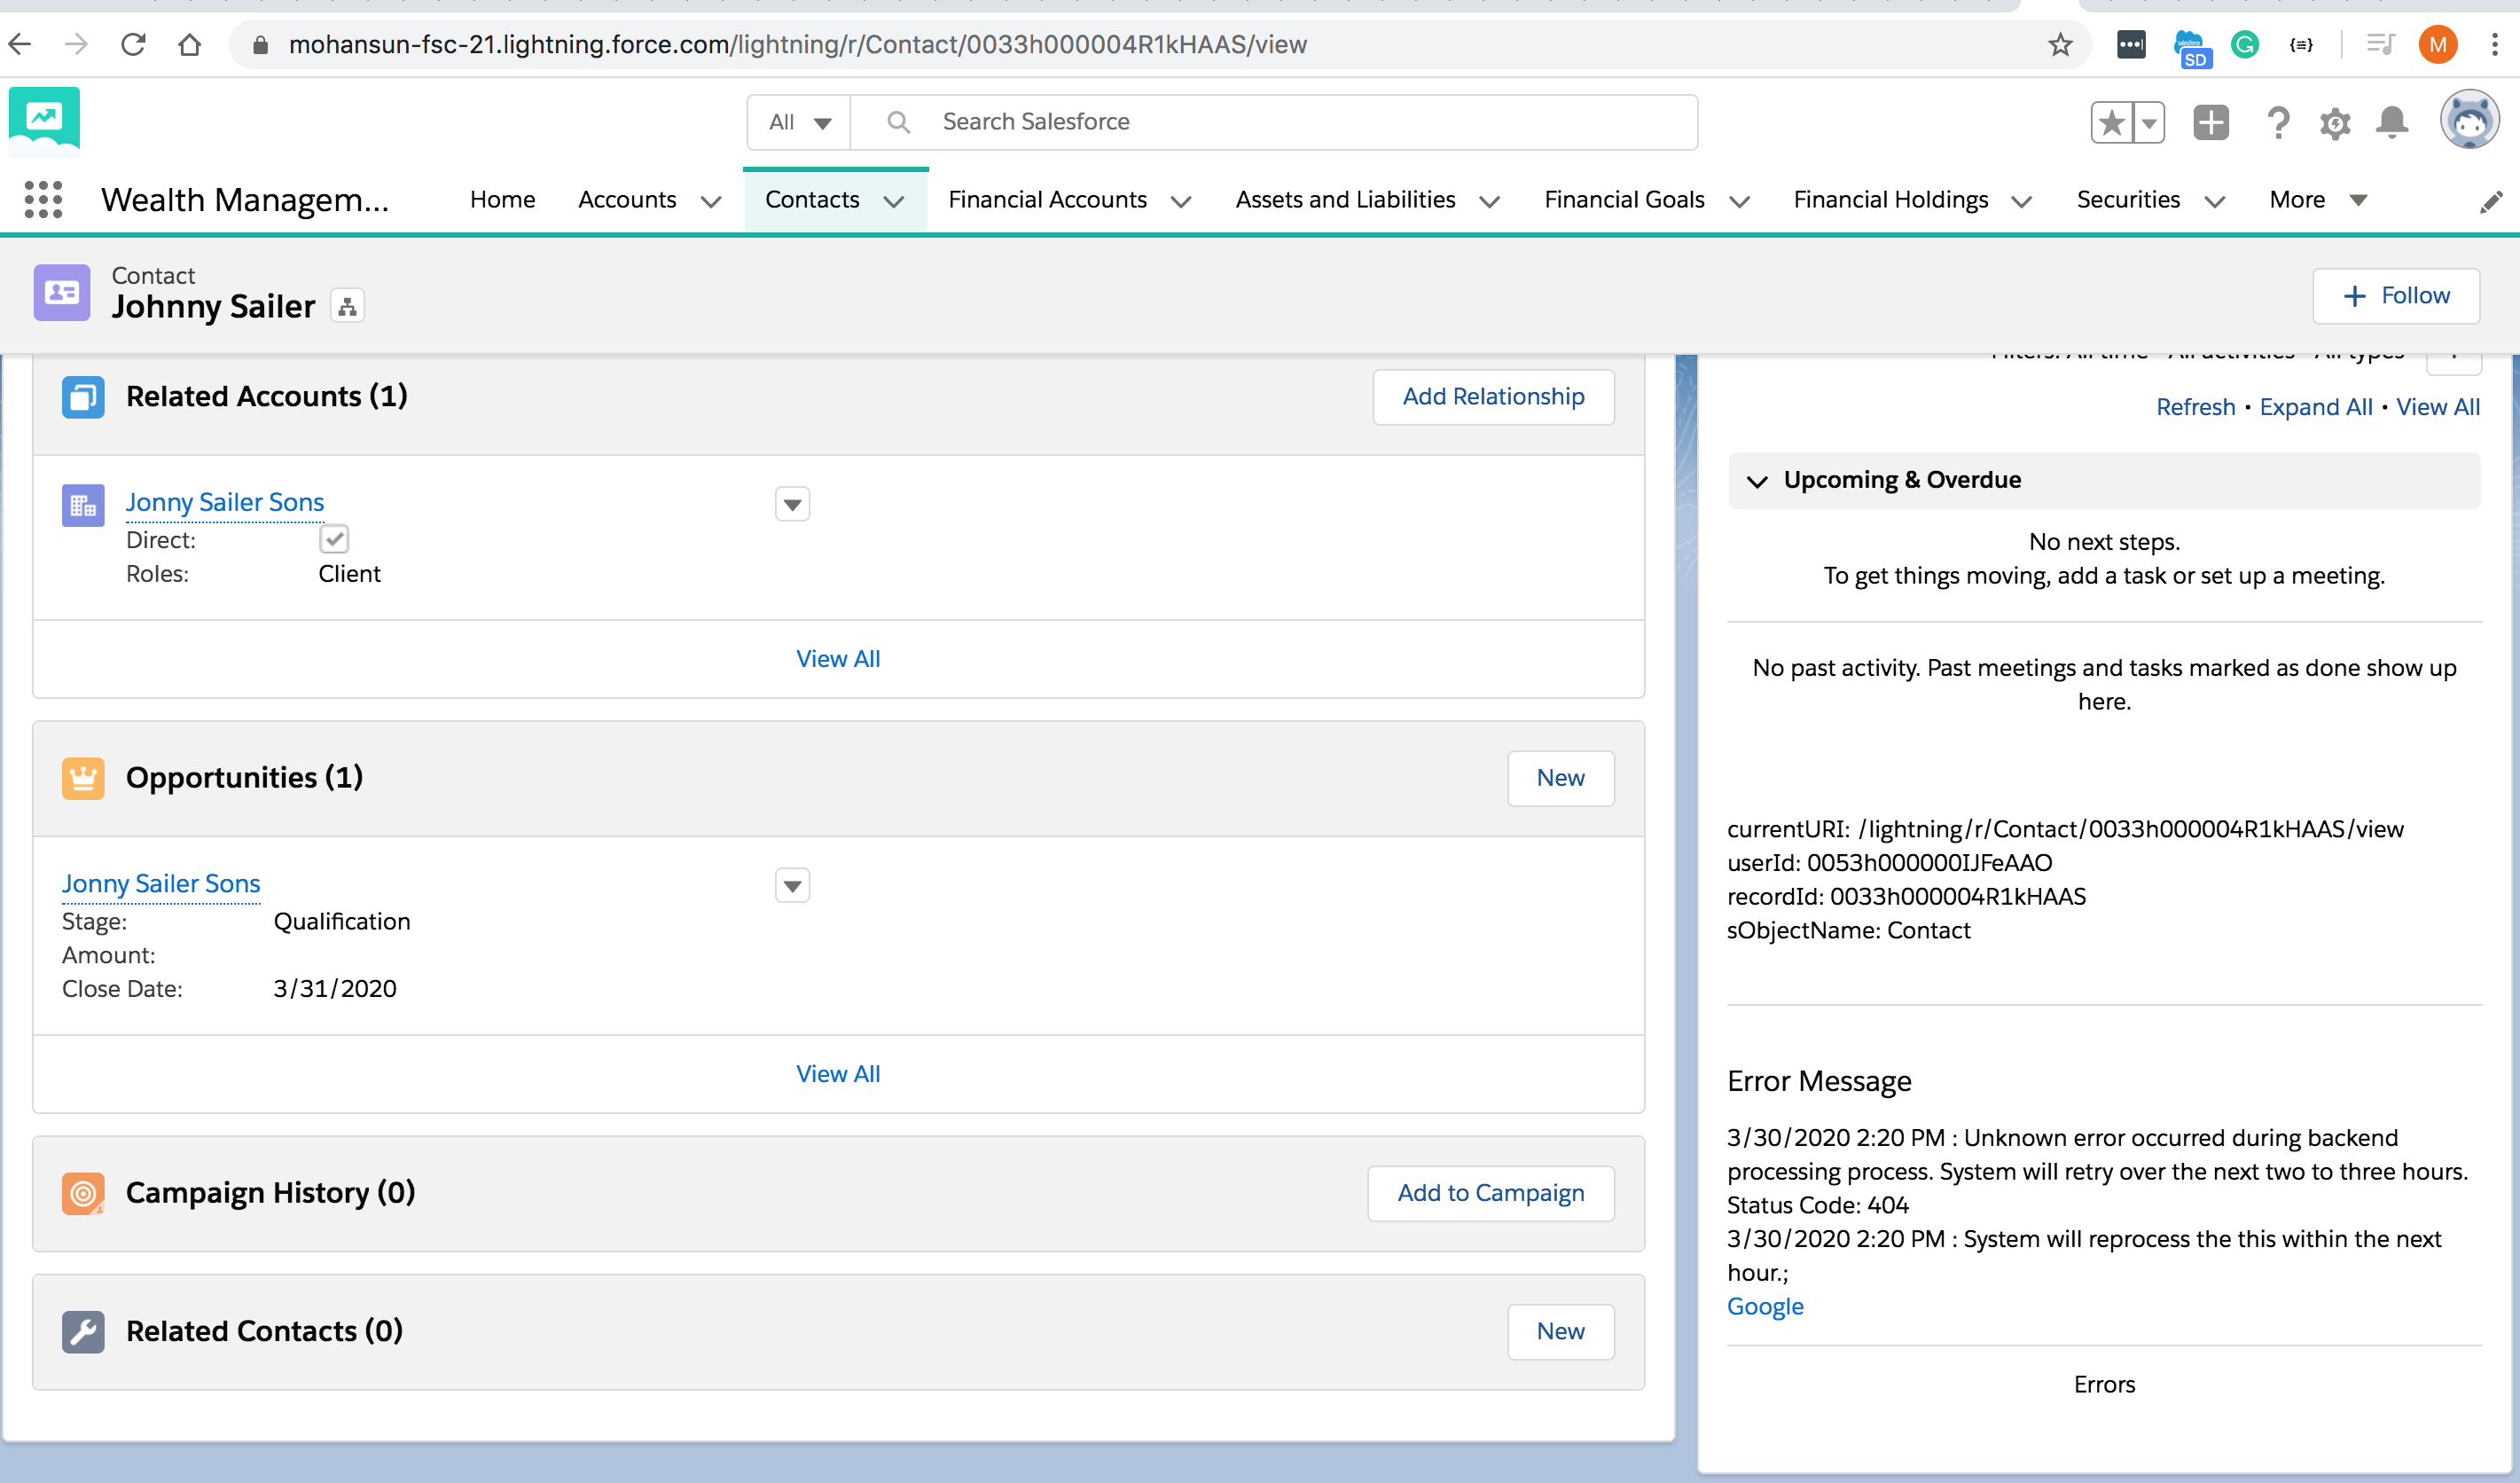 mohansun-fsc-21.lightning.force.com/lightning/r/Contact/0033h000004R1kHAAS/view
SD
M
All
Search Salesforce
Wealth Managem...
Home
Accounts
Contacts
Financial Accounts
Assets and Liabilities
Financial Goals
Financial Holdings
Securities
More
Contact
Johnny Sailer
Follow
Related Accounts (1)
Add Relationship
Jonny Sailer Sons
Direct:
Roles: Client
View All
Opportunities (1)
New
Jonny Sailer Sons
Stage: Qualification
Amount:
Close Date: 3/31/2020
View All
Campaign History (0)
Add to Campaign
Related Contacts (0)
New
Filters: All time • All activities • All types
Refresh • Expand All • View All
Upcoming & Overdue
No next steps.
To get things moving, add a task or set up a meeting.
No past activity. Past meetings and tasks marked as done show up
here.
currentURI: /lightning/r/Contact/0033h000004R1kHAAS/view
userId: 0053h000000IJFeAAO
recordId: 0033h000004R1kHAAS
sObjectName: Contact
Error Message
3/30/2020 2:20 PM : Unknown error occurred during backend
processing process. System will retry over the next two to three hours.
Status Code: 404
3/30/2020 2:20 PM : System will reprocess the this within the next
hour.;
Google
Errors